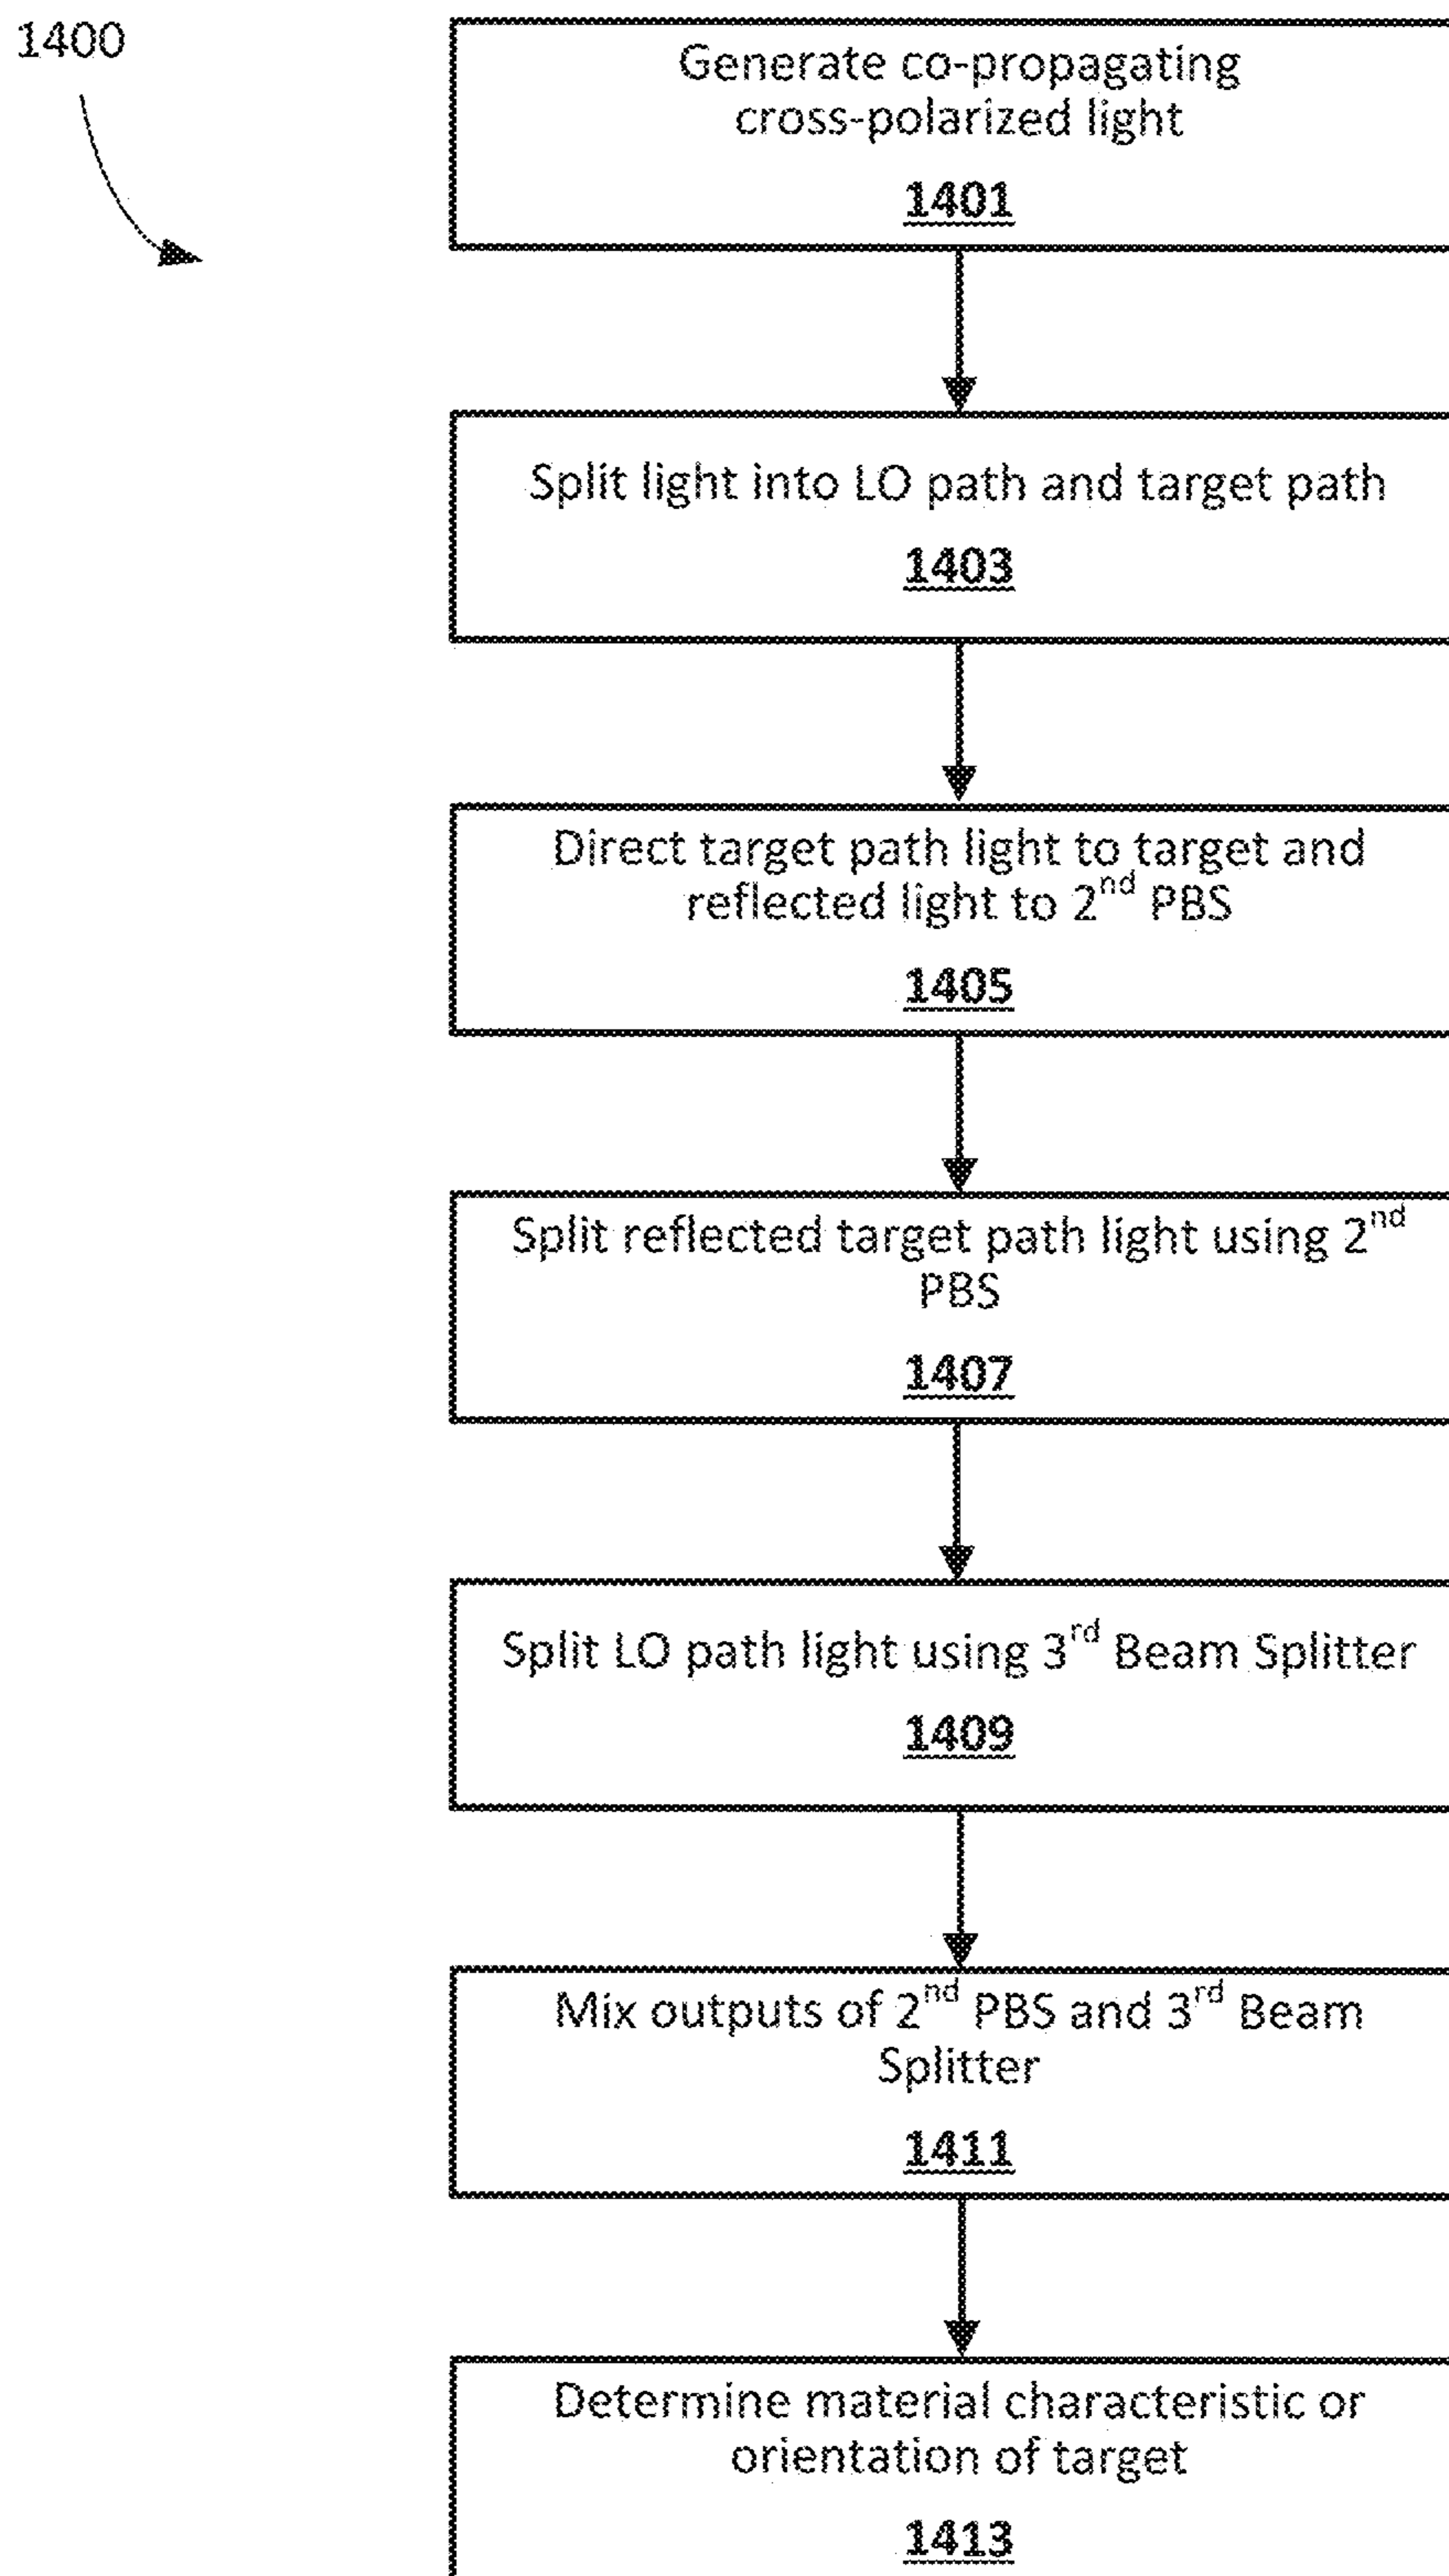 1400
Generate co-propagating
cross-polarized light
1401
Split light into LO path and target path
1403
Direct target path light to target and
reflected light to 2nd PBS
1405
Split reflected target path light using 2nd
PBS
1407
Split LO path light using 3rd Beam Splitter
1409
Mix outputs of 2nd PBS and 3rd Beam
Splitter
1411
Determine material characteristic or
orientation of target
1413